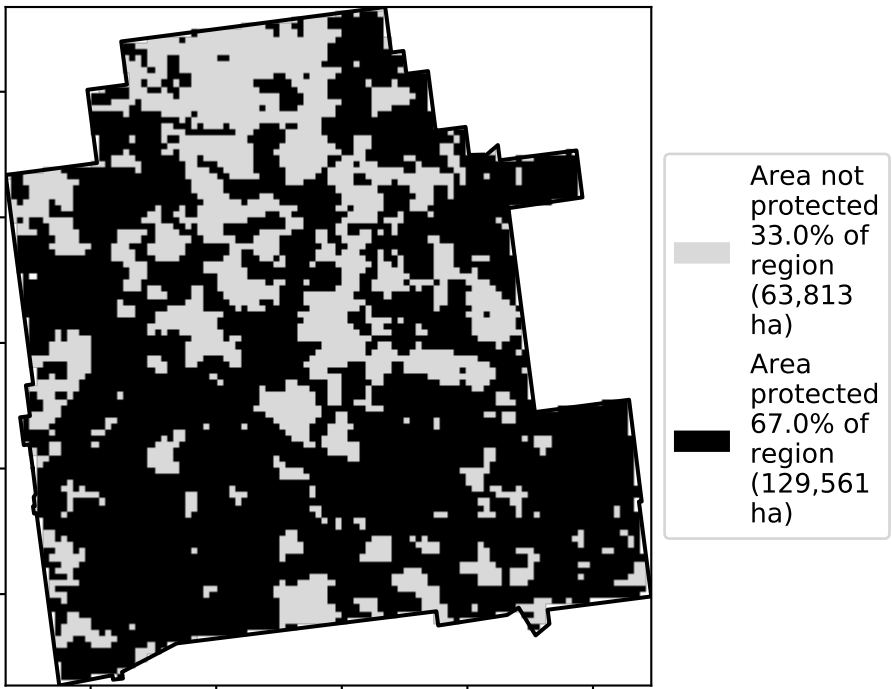 Area not
protected
33.0% of
region
(63,813
ha)
Area
protected
67.0% of
region
(129,561
ha)